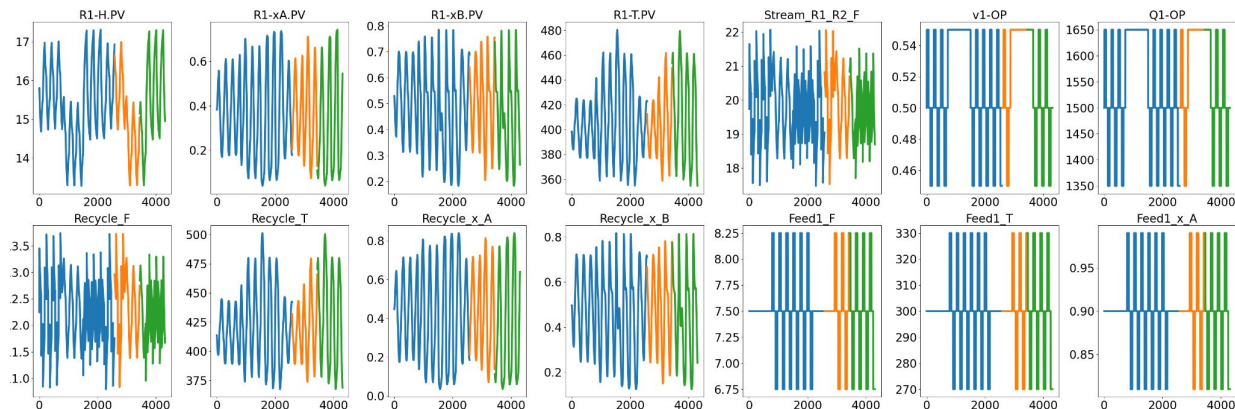 R1-H.PV R1-xA.PV R1-xB.PV R1-T.PV Stream_R1_R2_F v1-OP Q1-OP
17 0.6 0.8 480 22 0.54 1650
16 0.4 0.7 460 21 0.52 1600
15 0.2 0.6 440 20 0.50 1550
14 0.5 420 19 0.48 1500
0.4 400 18 0.46 1450
0.3 380 1400
0.2 360 1350
0 2000 4000 0 2000 4000 0 2000 4000 0 2000 4000 0 2000 4000 0 2000 4000 0 2000 4000
Recycle_F Recycle_T Recycle_x_A Recycle_x_B Feed1_F Feed1_T Feed1_x_A
.5 500 0.8 0.8 8.25 330 0.95
.0 475 0.6 0.6 8.00 320 0.90
.5 450 0.4 0.4 7.75 310 0.85
.0 425 0.2 0.2 7.50 300
.5 400 0.0 7.25 290
.0 375 7.00 280
6.75 270
0 2000 4000 0 2000 4000 0 2000 4000 0 2000 4000 0 2000 4000 0 2000 4000 0 2000 4000